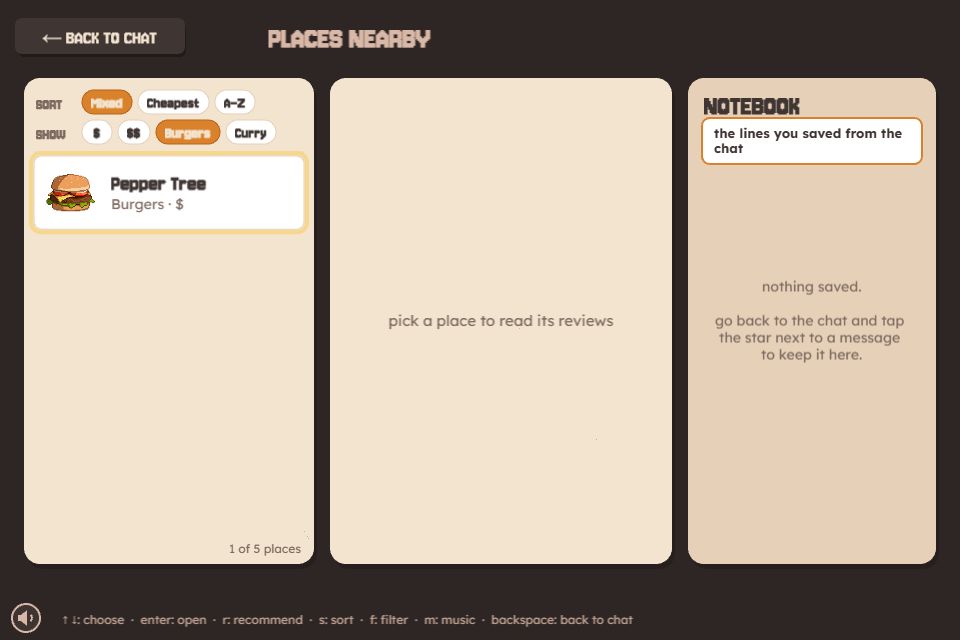 ← BACK TO CHAT
PLACES NEARBY
SORT Mixed Cheapest A-Z
SHOW $ $$ Burgers Curry
Pepper Tree
Burgers · $
1 of 5 places
pick a place to read its reviews
NOTEBOOK
the lines you saved from the
chat
nothing saved.
go back to the chat and tap
the star next to a message
to keep it here.
↑ ↓: choose · enter: open · r: recommend · s: sort · f: filter · m: music · backspace: back to chat